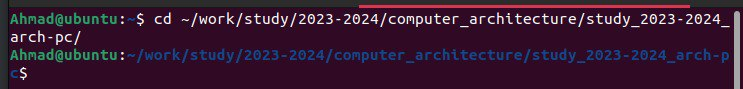 Ahmad@ubuntu:~$ cd ~/work/study/2023-2024/computer_architecture/study_2023-2024_
arch-pc/
Ahmad@ubuntu:~/work/study/2023-2024/computer_architecture/study_2023-2024_arch-p
c$